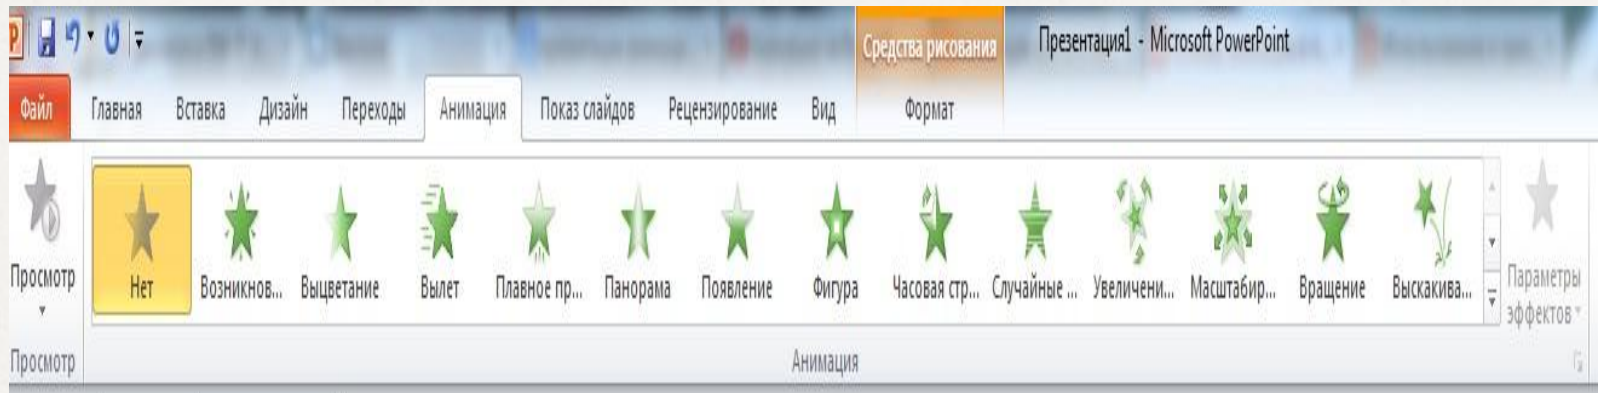 Средства рисования Презентация1 - Microsoft PowerPoint
Файл Главная Вставка Дизайн Переходы Анимация Показ слайдов Рецензирование Вид Формат
Просмотр Нет Возникнов... Выцветание Вылет Плавное пр... Панорама Появление Фигура Часовая стр... Случайные ... Увеличени... Масштабир... Вращение Выскакива... Параметры
эффектов
Просмотр Анимация